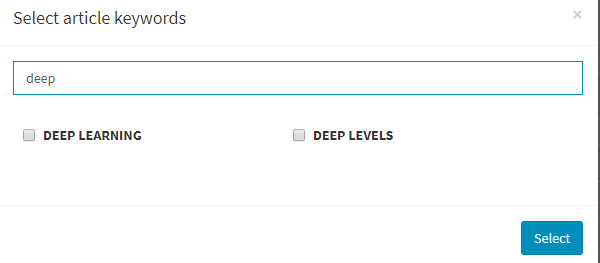 Select article keywords
×
deep
DEEP LEARNING
DEEP LEVELS
Select